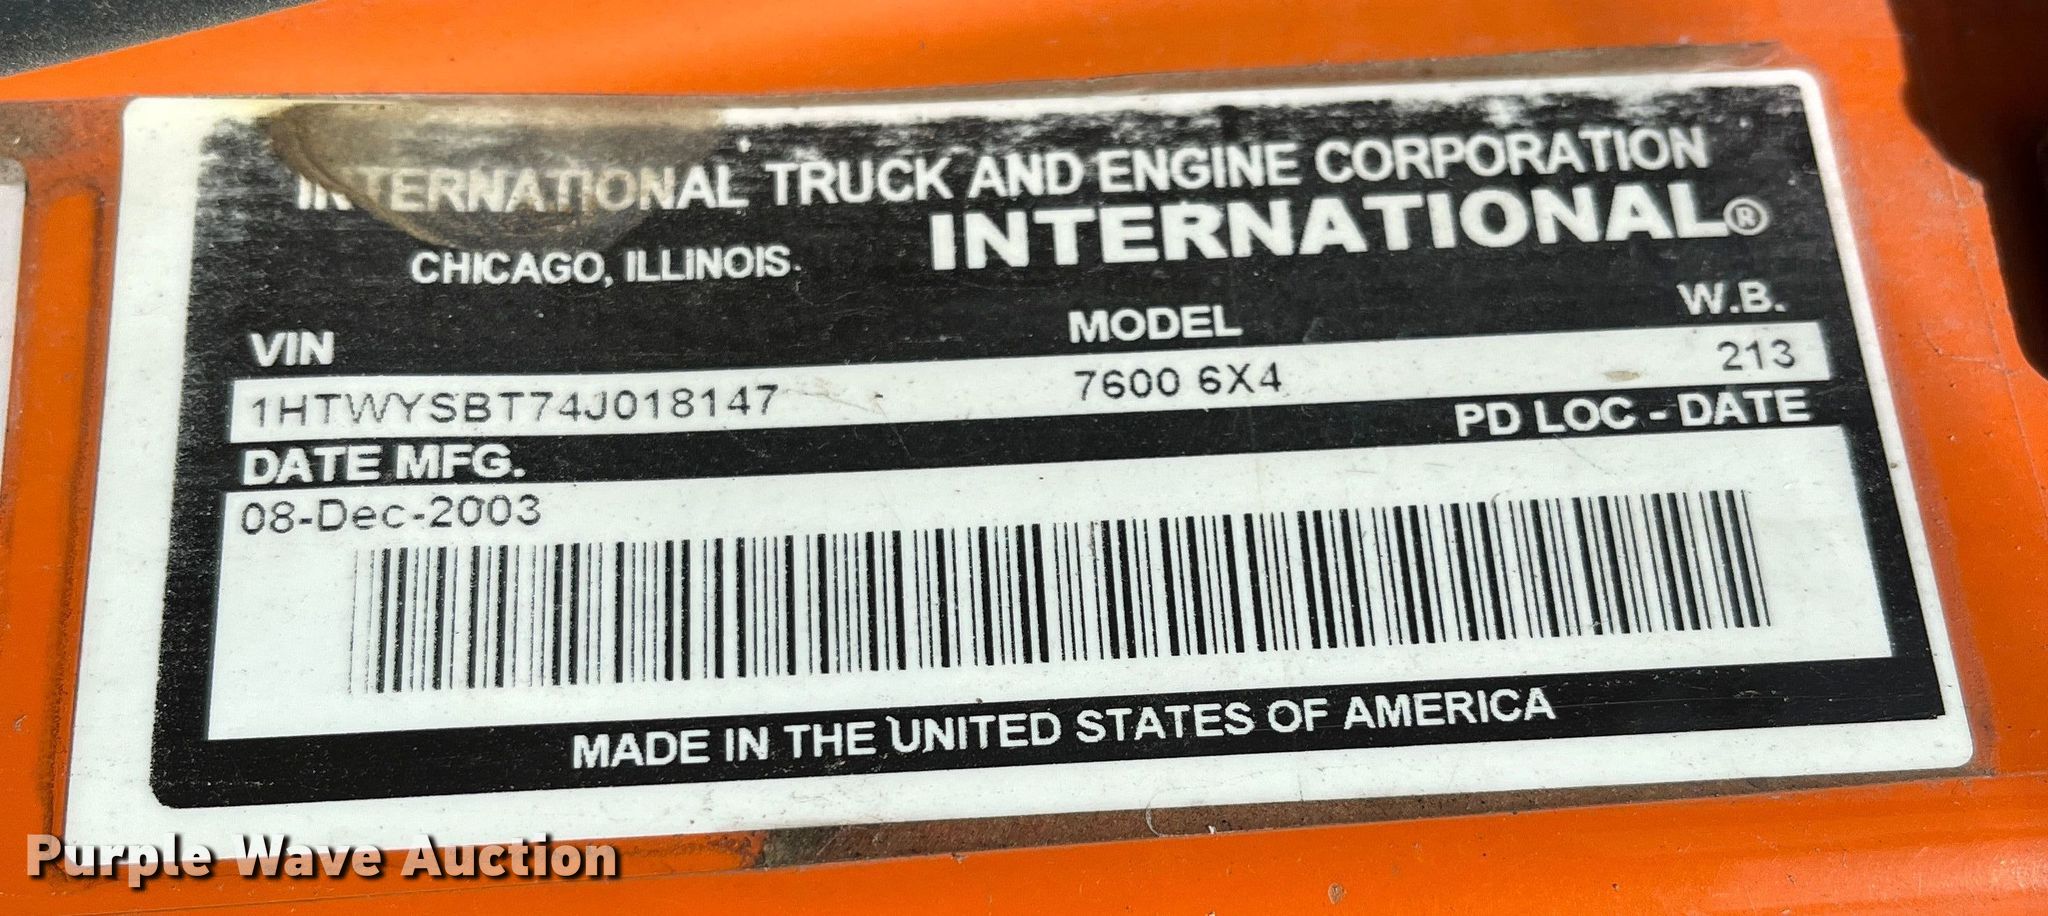 INTERNATIONAL TRUCK AND ENGINE CORPORATION
CHICAGO, ILLINOIS. INTERNATIONAL®
VIN MODEL W.B.
1HTWYSBT74J018147 7600 6X4 213
DATE MFG. PD LOC - DATE
08-Dec-2003
MADE IN THE UNITED STATES OF AMERICA
Purple Wave Auction